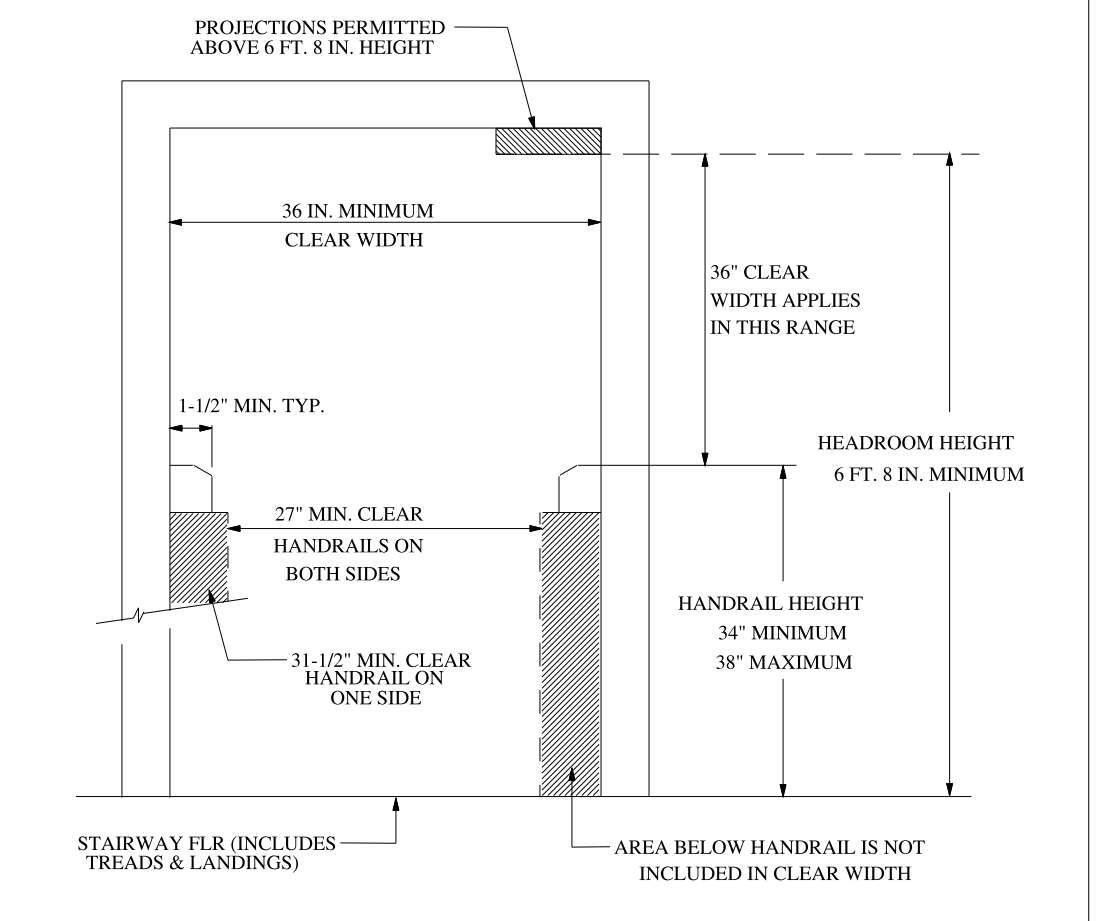 PROJECTIONS PERMITTED
ABOVE 6 FT. 8 IN. HEIGHT
36 IN. MINIMUM
CLEAR WIDTH
36" CLEAR
WIDTH APPLIES
IN THIS RANGE
1-1/2" MIN. TYP.
HEADROOM HEIGHT
6 FT. 8 IN. MINIMUM
27" MIN. CLEAR
HANDRAILS ON
BOTH SIDES
HANDRAIL HEIGHT
34" MINIMUM
38" MAXIMUM
31-1/2" MIN. CLEAR
HANDRAIL ON
ONE SIDE
STAIRWAY FLR (INCLUDES
TREADS & LANDINGS)
AREA BELOW HANDRAIL IS NOT
INCLUDED IN CLEAR WIDTH